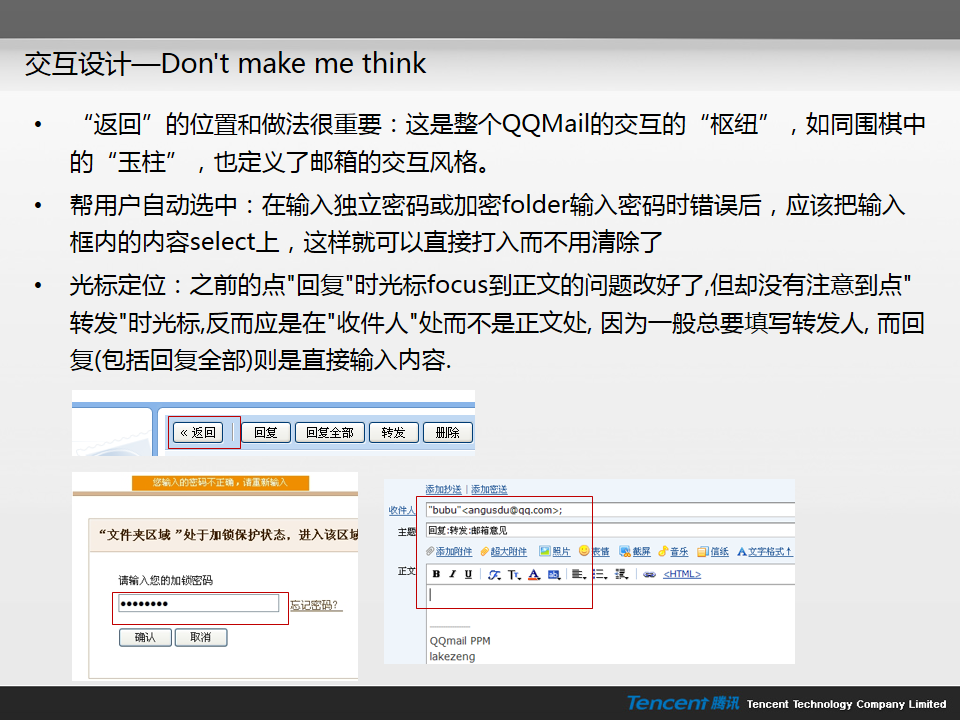 交互设计—Don't make me think
• “返回”的位置和做法很重要：这是整个QQMail的交互的“枢纽”，如同围棋中
的“玉柱”，也定义了邮箱的交互风格。
• 帮用户自动选中：在输入独立密码或加密folder输入密码时错误后，应该把输入
框内的内容select上，这样就可以直接打入而不用清除了
• 光标定位：之前的点"回复"时光标focus到正文的问题改好了,但却没有注意到点"
转发"时光标,反而应是在"收件人"处而不是正文处, 因为一般总要填写转发人, 而回
复(包括回复全部)则是直接输入内容.
« 返回 | 回复 回复全部 转发 删除
您输入的密码不正确，请重新输入
“文件夹区域 ”处于加锁保护状态，进入该区域
请输入您的加锁密码
●●●●●●●● 忘记密码?
确认 取消
添加抄送 | 添加密送
收件人 "bubu"<angusdu@qq.com>;
主题 回复:转发:邮箱意见
添加附件 超大附件 照片 表情 截屏 音乐 信纸 文字格式↑
正文 B I U <HTML>
QQmail PPM
lakezeng
Tencent 腾讯 Tencent Technology Company Limited